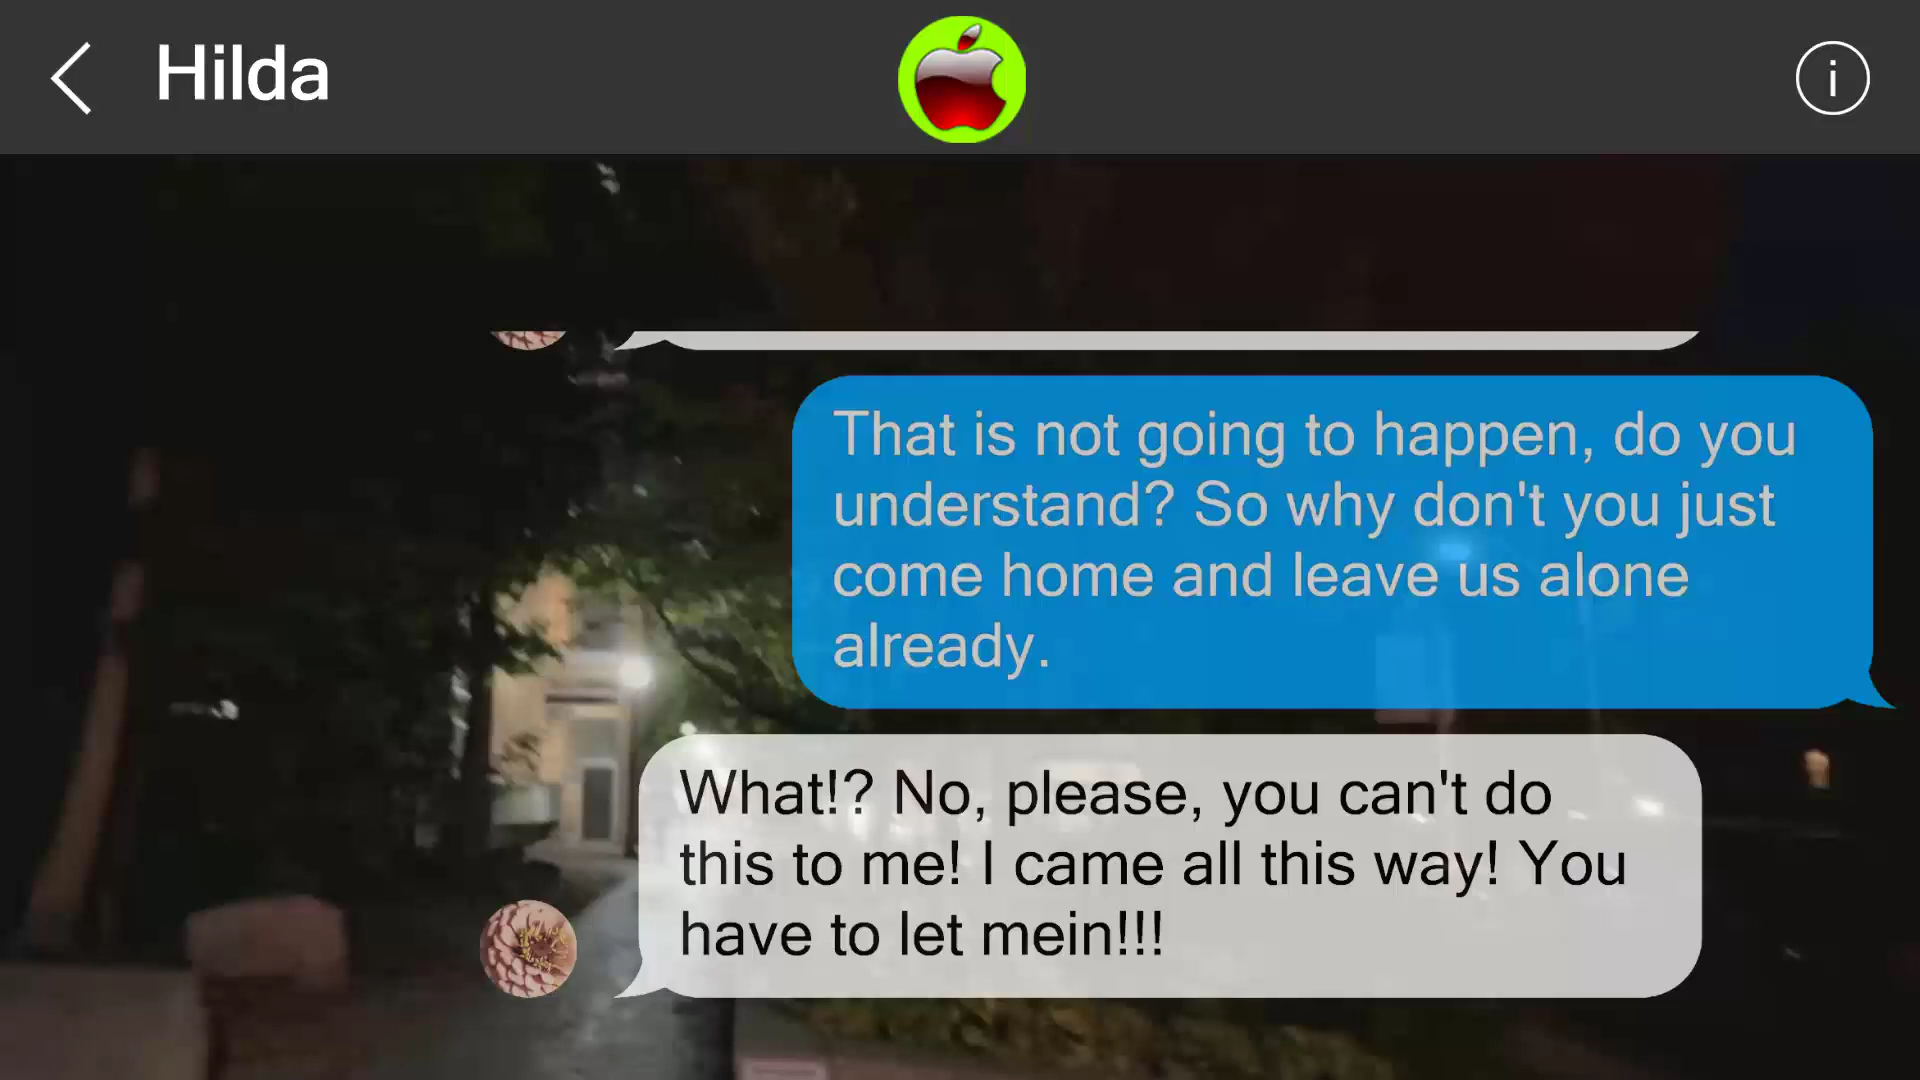 Hilda
That is not going to happen, do you
understand? So why don't you just
come home and leave us alone
already.
What!? No, please, you can't do
this to me! I came all this way! You
have to let mein!!!